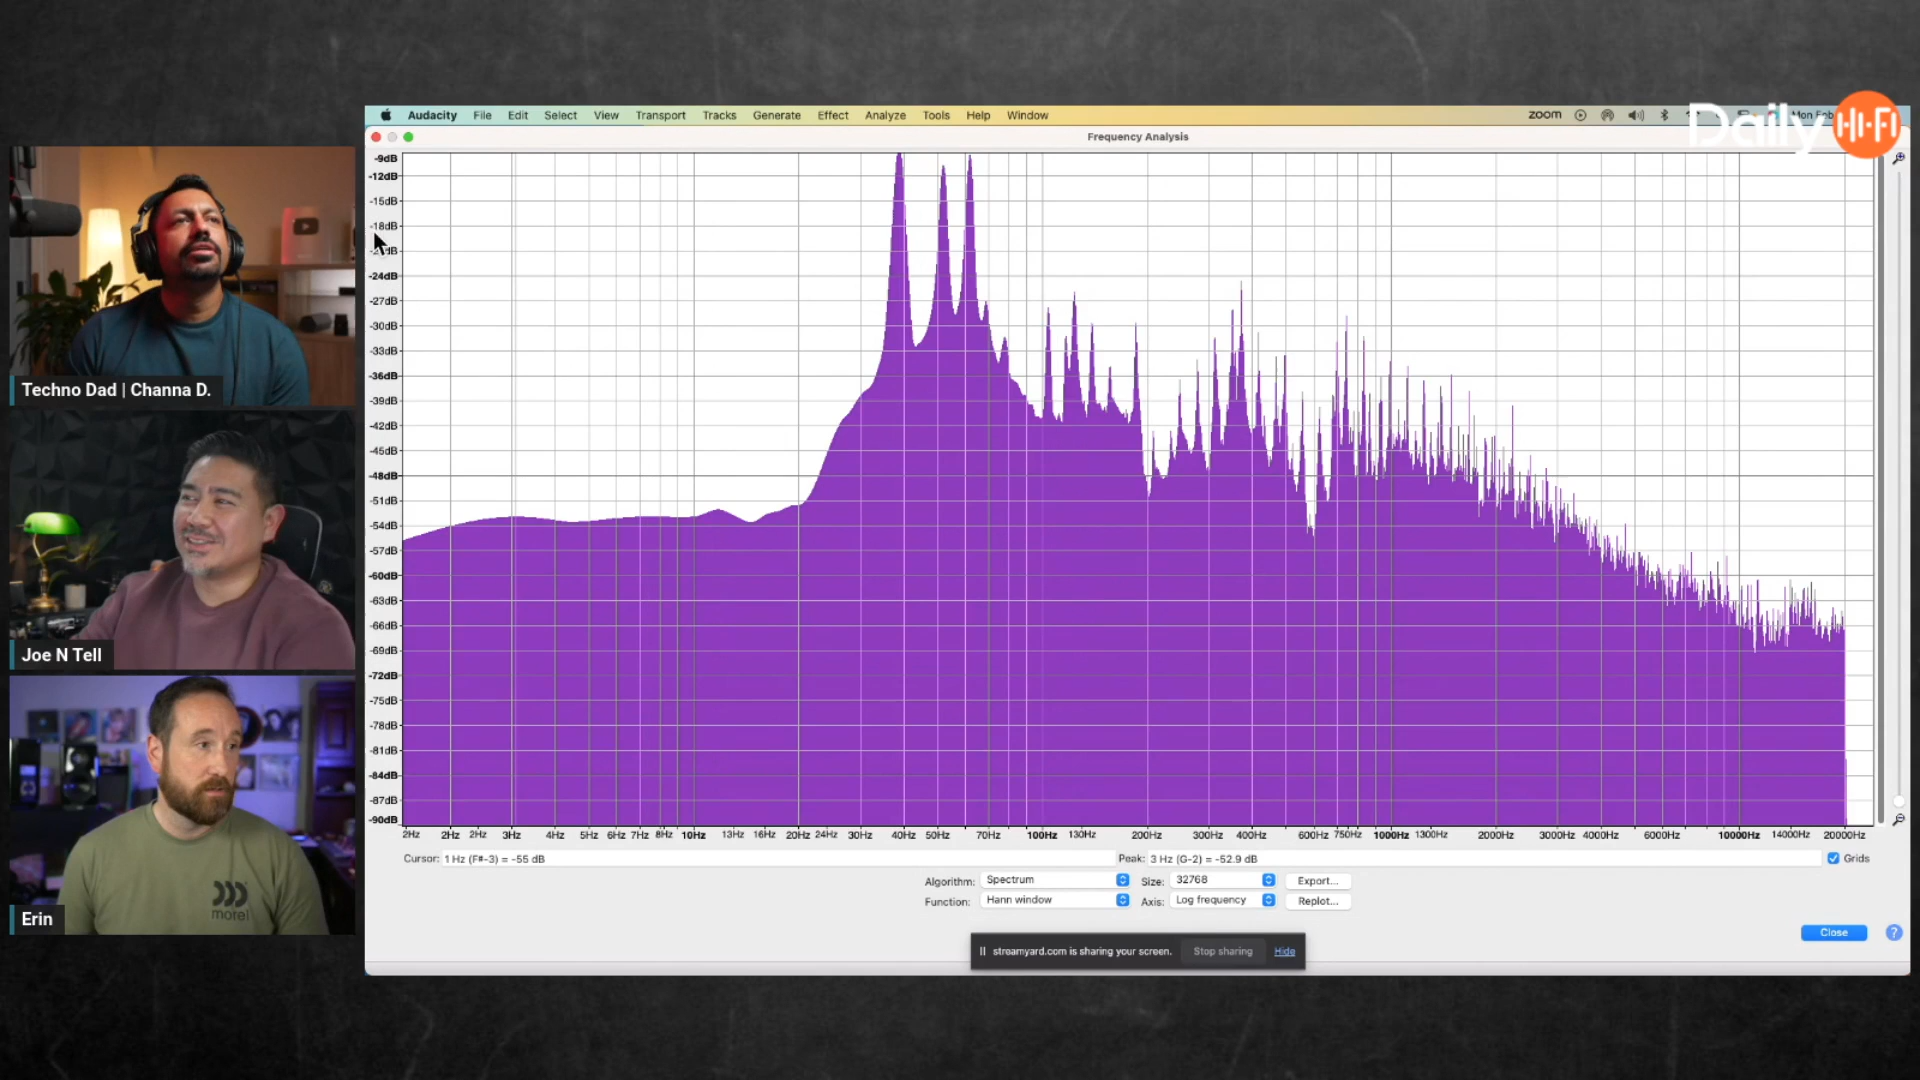 Audacity File Edit Select View Transport Tracks Generate Effect Analyze Tools Help Window zoom Mon Feb
Daily HI-FI
Frequency Analysis
-9dB
-12dB
-15dB
-18dB
-24dB
-27dB
-30dB
-33dB
-36dB
-39dB
-42dB
-45dB
-48dB
-51dB
-54dB
-57dB
-60dB
-63dB
-66dB
-69dB
-72dB
-75dB
-78dB
-81dB
-84dB
-87dB
-90dB
2Hz 2Hz 2Hz 3Hz 4Hz 5Hz 6Hz 7Hz 8Hz 10Hz 13Hz 16Hz 20Hz 24Hz 30Hz 40Hz 50Hz 70Hz 100Hz 130Hz 200Hz 300Hz 400Hz 600Hz 750Hz 1000Hz 1300Hz 2000Hz 3000Hz 4000Hz 6000Hz 10000Hz 14000Hz 20000Hz
Cursor: 1 Hz (F#-3) = -55 dB Peak: 3 Hz (G-2) = -52.9 dB Grids
Algorithm: Spectrum Size: 32768 Export...
Function: Hann window Axis: Log frequency Replot...
Close ?
streamyard.com is sharing your screen. Stop sharing Hide
Techno Dad | Channa D.
Joe N Tell
morel
Erin